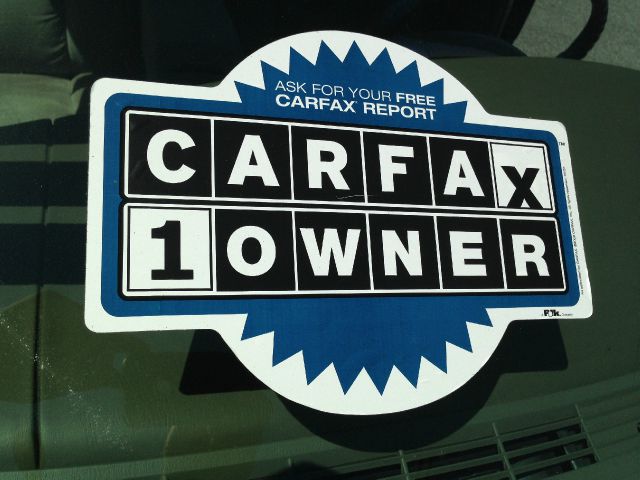 ASK FOR YOUR FREE
CARFAX REPORT
CARFAX
1OWNER